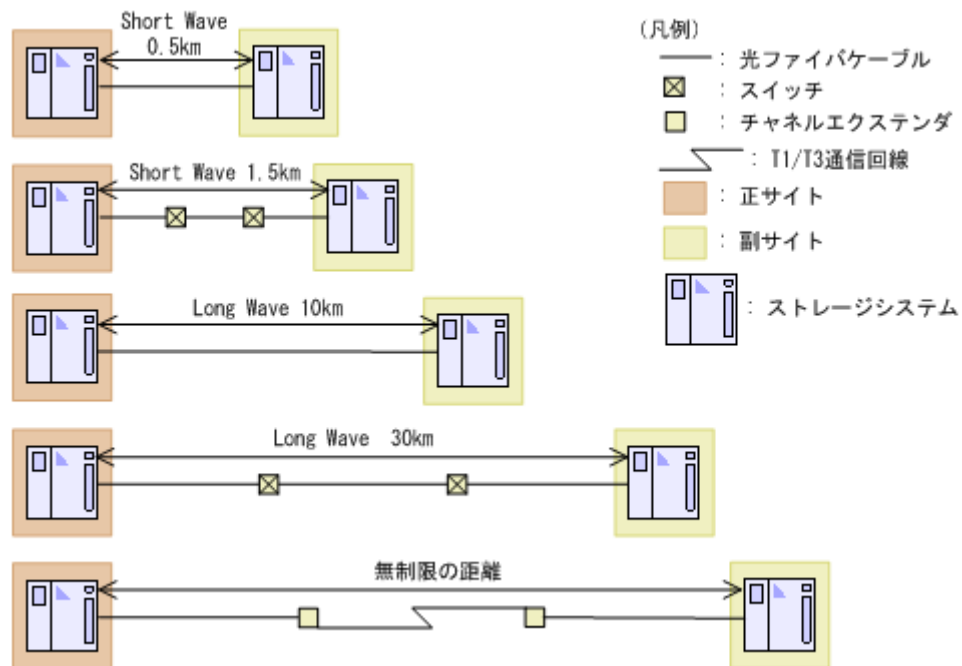 Short Wave
0.5km
Short Wave 1.5km
Long Wave 10km
Long Wave 30km
無制限の距離
(凡例)
: 光ファイバケーブル
: スイッチ
: チャネルエクステンダ
: T1/T3通信回線
: 正サイト
: 副サイト
: ストレージシステム